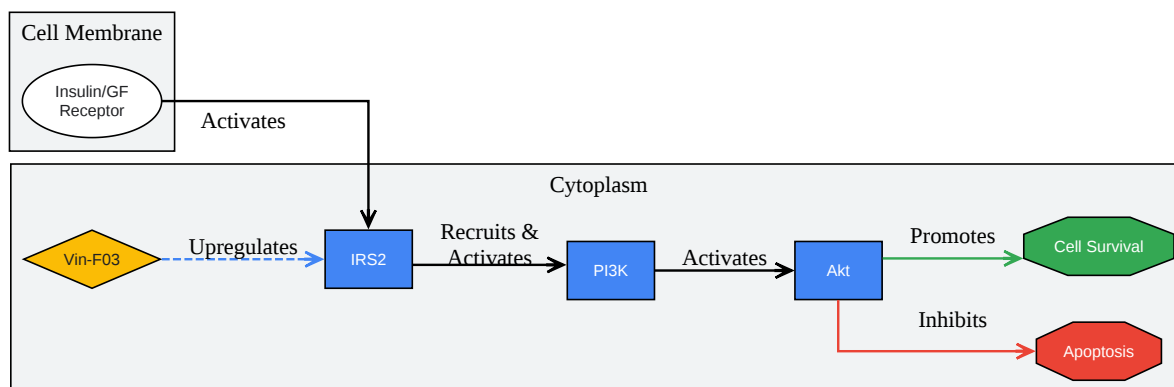 Cell Membrane
Insulin/GF
Receptor
Activates
Cytoplasm
Vin-F03
Upregulates
IRS2
Recruits &
Activates
PI3K
Activates
Akt
Promotes
Cell Survival
Inhibits
Apoptosis